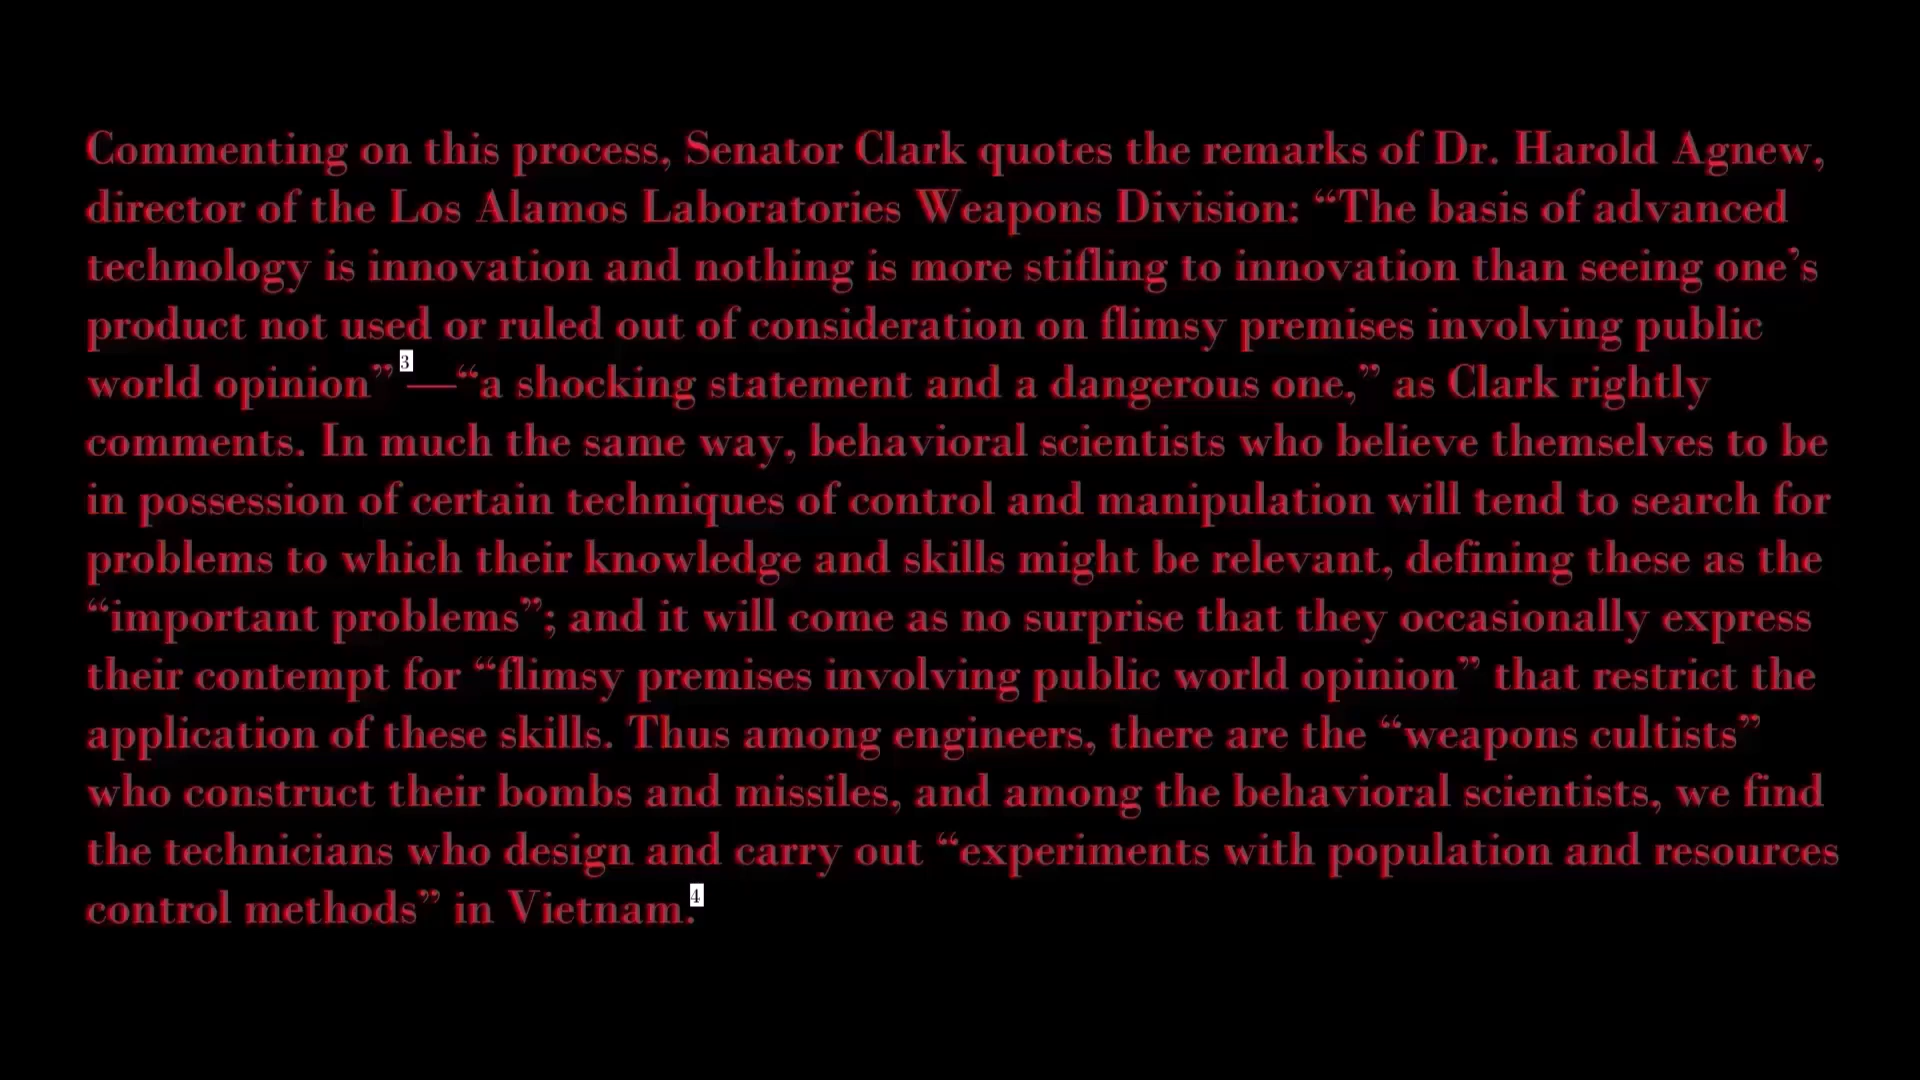 Commenting on this process, Senator Clark quotes the remarks of Dr. Harold Agnew,
director of the Los Alamos Laboratories Weapons Division: “The basis of advanced
technology is innovation and nothing is more stifling to innovation than seeing one’s
product not used or ruled out of consideration on flimsy premises involving public
world opinion” 3—“a shocking statement and a dangerous one,” as Clark rightly
comments. In much the same way, behavioral scientists who believe themselves to be
in possession of certain techniques of control and manipulation will tend to search for
problems to which their knowledge and skills might be relevant, defining these as the
“important problems”; and it will come as no surprise that they occasionally express
their contempt for “flimsy premises involving public world opinion” that restrict the
application of these skills. Thus among engineers, there are the “weapons cultists”
who construct their bombs and missiles, and among the behavioral scientists, we find
the technicians who design and carry out “experiments with population and resources
control methods” in Vietnam.4